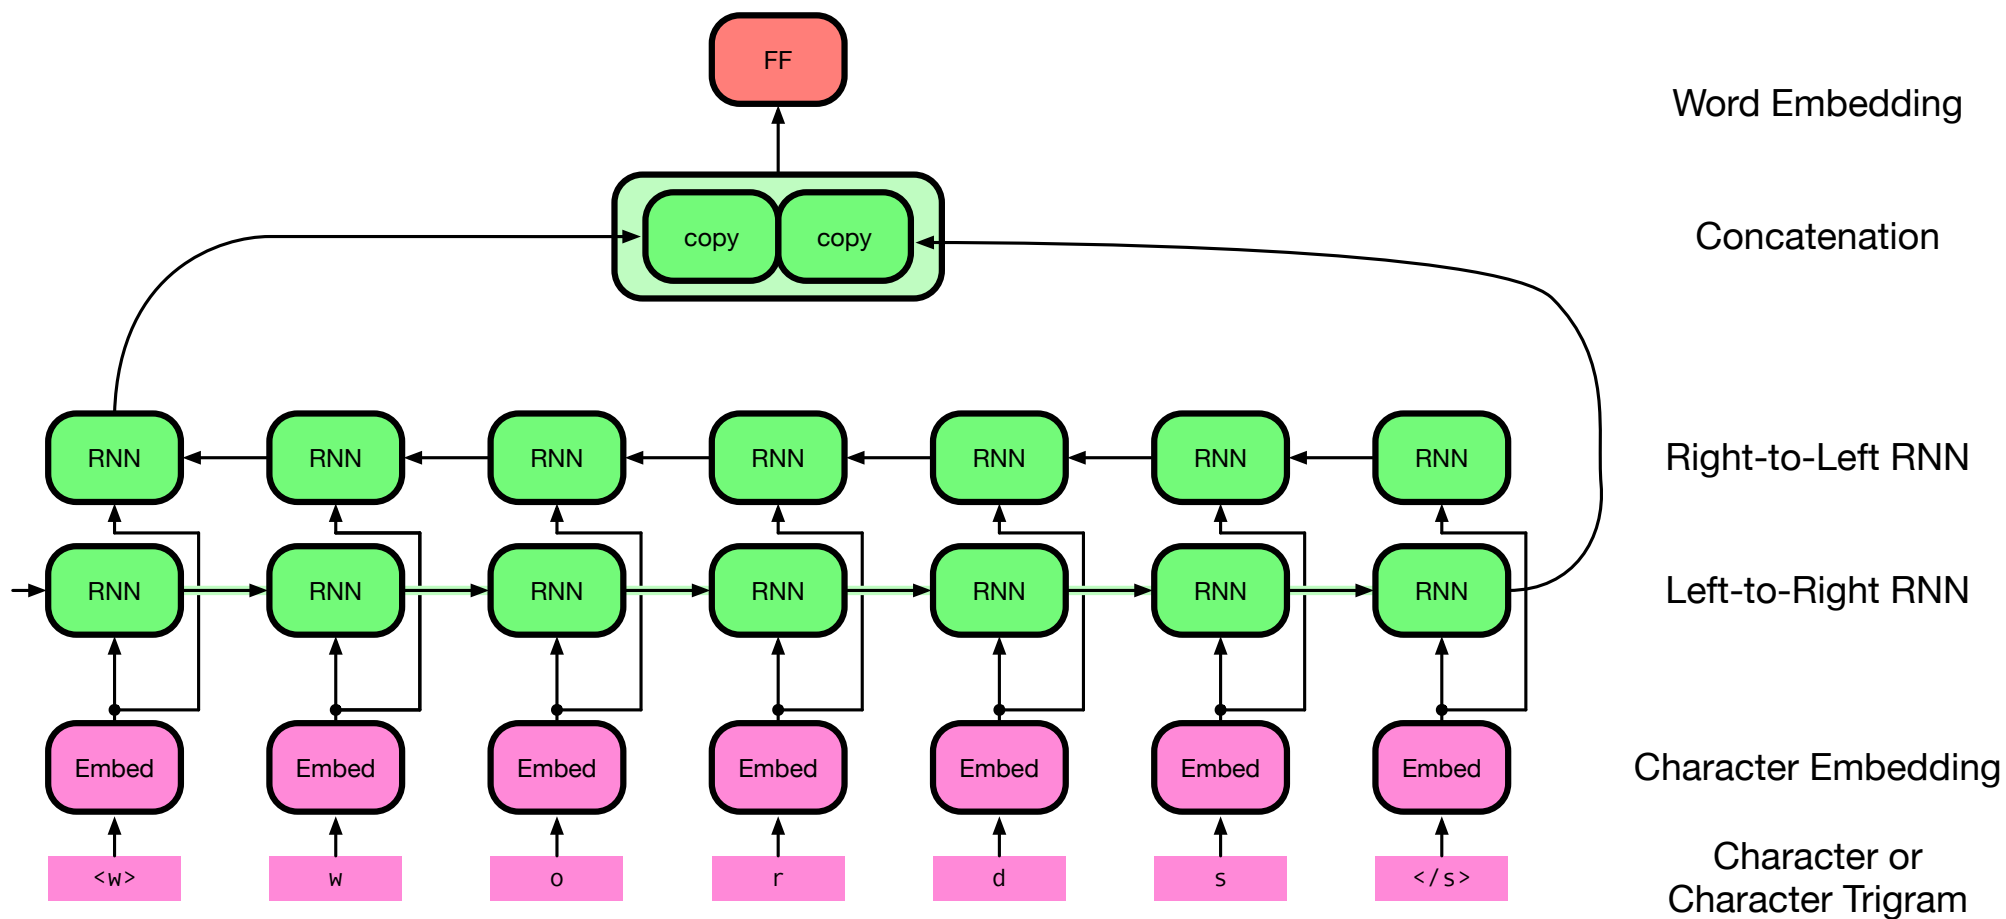 FF
Word Embedding
copy copy
Concatenation
RNN RNN RNN RNN RNN RNN RNN
Right-to-Left RNN
RNN RNN RNN RNN RNN RNN RNN
Left-to-Right RNN
Embed Embed Embed Embed Embed Embed Embed
Character Embedding
<w> w o r d s </s>
Character or
Character Trigram